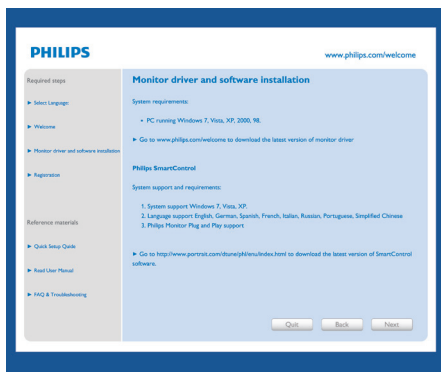 PHILIPS
www.philips.com/welcome
Required steps
Select Language
Welcome
Monitor driver and software installation
Registration
Reference materials
Quick Setup Guide
Read User Manual
FAQ & Troubleshooting
Monitor driver and software installation
System requirements:
• PC running Windows 7, Vista, XP, 2000, 98.
Go to www.philips.com/welcome to download the latest version of monitor driver
Philips SmartControl
System support and requirements:
1. System support Windows 7, Vista, XP.
2. Language support English, German, Spanish, French, Italian, Russian, Portuguese, Simplified Chinese
3. Philips Monitor Plug and Play support
Go to http://www.portrait.com/dtune/phl/enu/index.html to download the latest version of SmartControl
software.
Quit
Back
Next